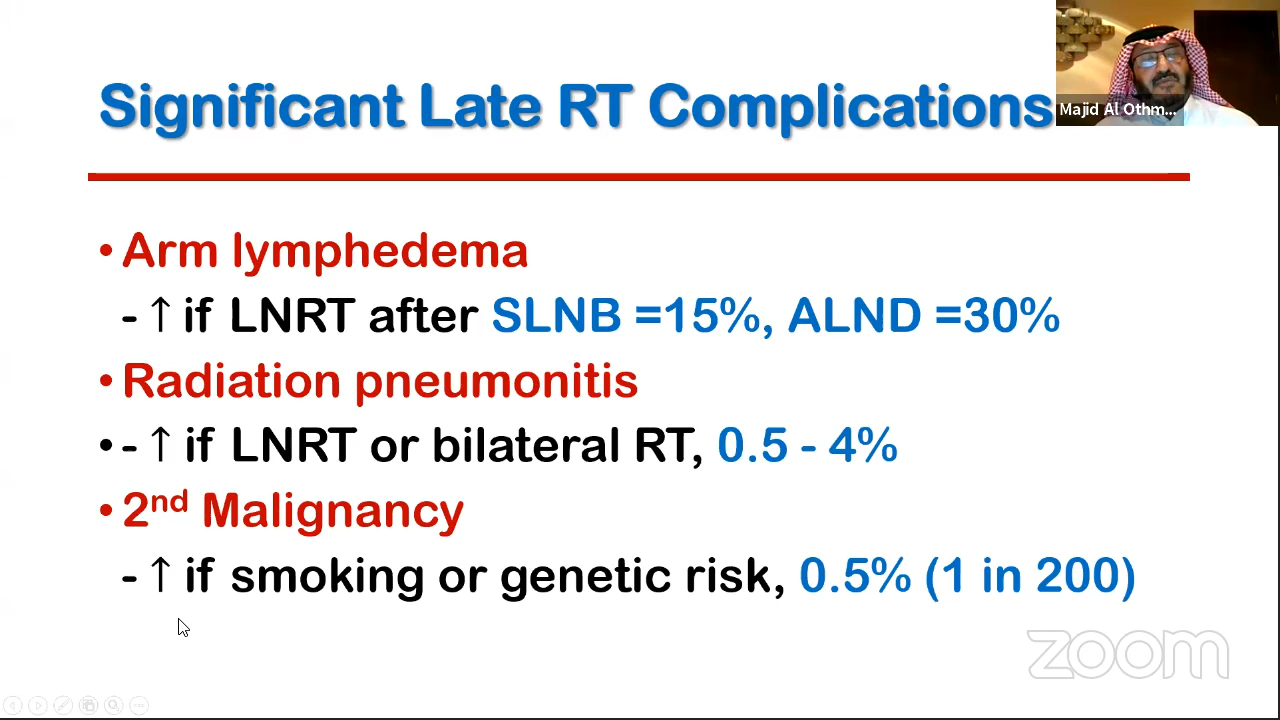 Significant Late RT Complications
Majid Al Othm...
• Arm lymphedema
- ↑ if LNRT after SLNB =15%, ALND =30%
• Radiation pneumonitis
• - ↑ if LNRT or bilateral RT, 0.5 - 4%
• 2nd Malignancy
- ↑ if smoking or genetic risk, 0.5% (1 in 200)
zoom